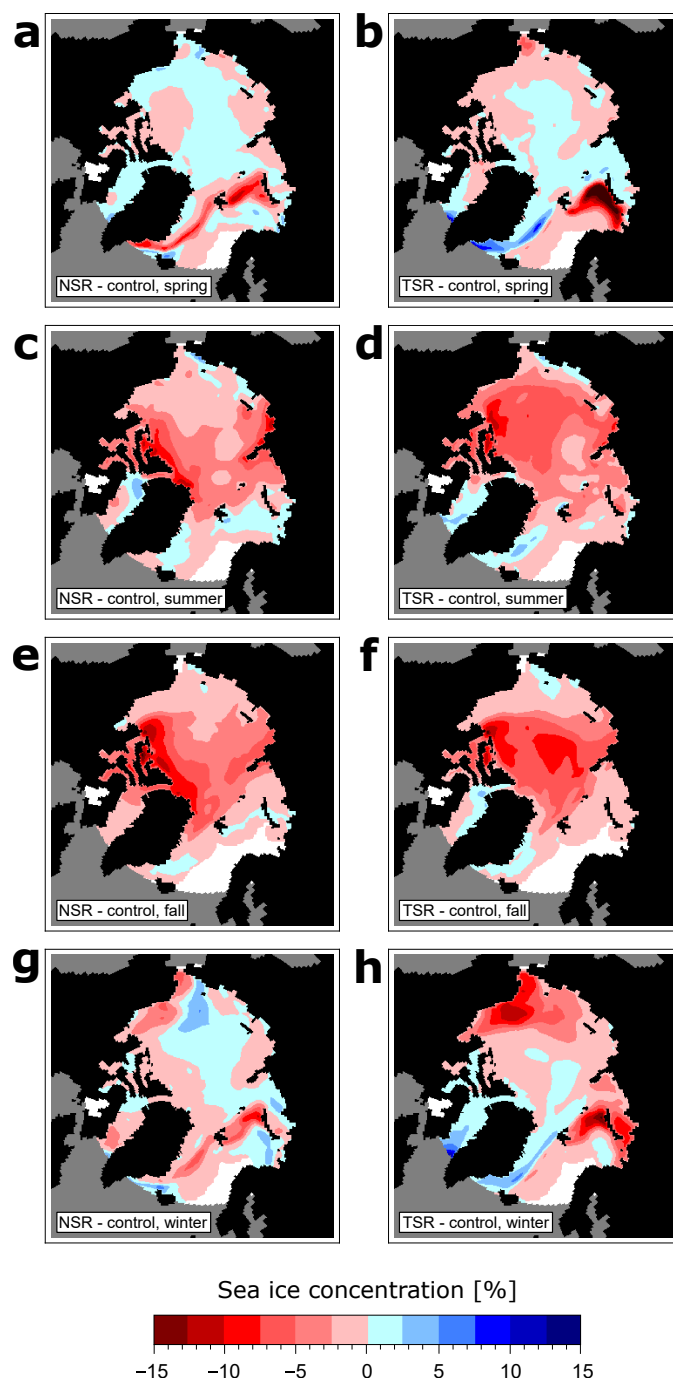 a
b
NSR - control, spring
TSR - control, spring
c
d
NSR - control, summer
TSR - control, summer
e
f
NSR - control, fall
TSR - control, fall
g
h
NSR - control, winter
TSR - control, winter
Sea ice concentration [%]
−15 −10 −5 0 5 10 15